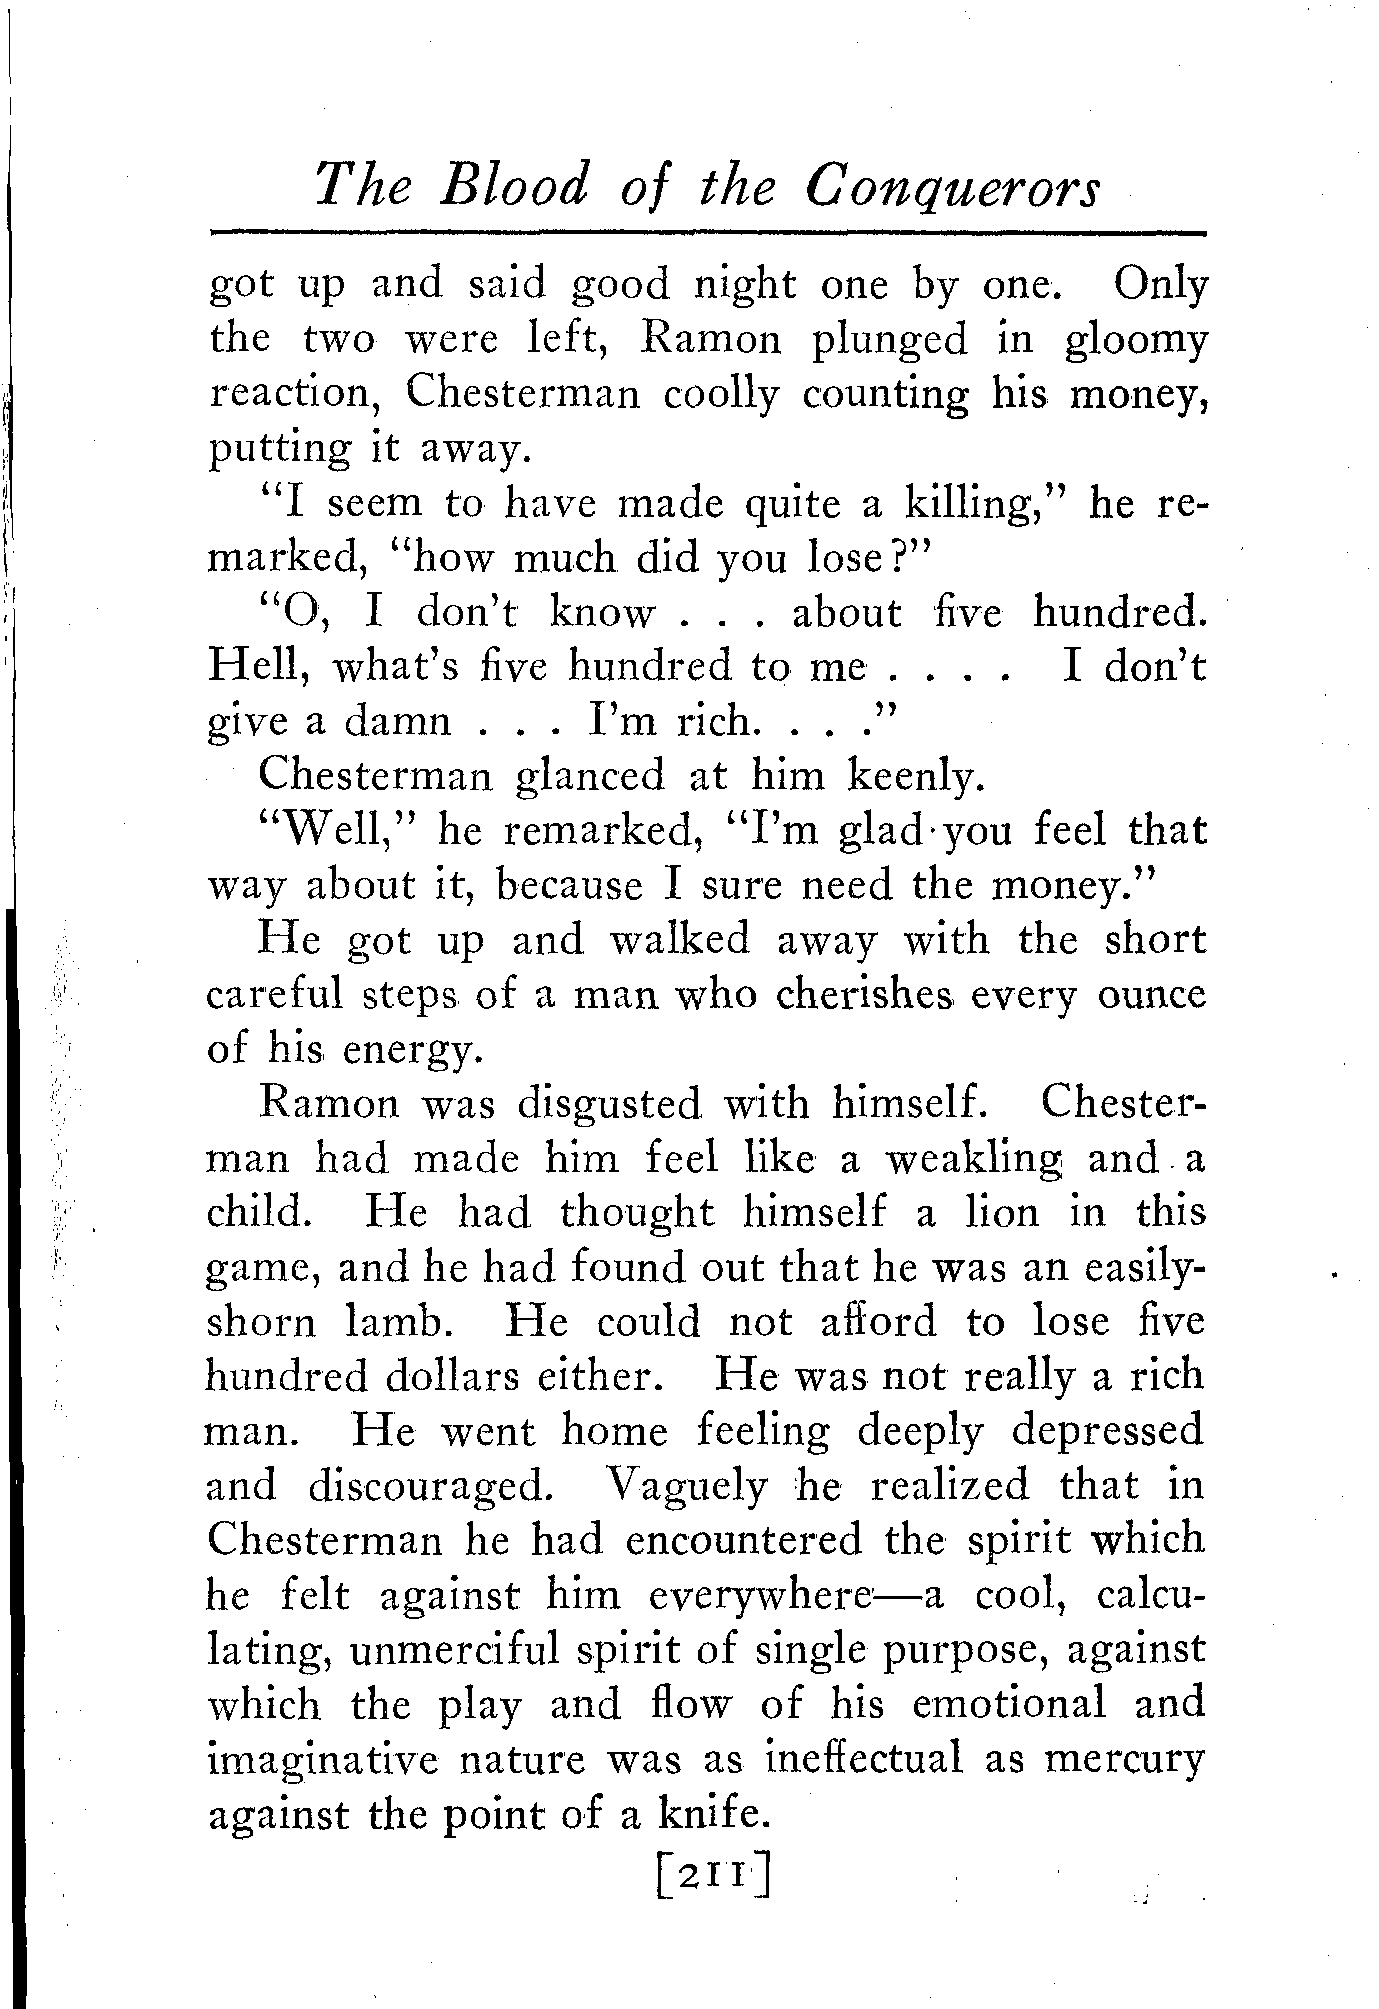 The Blood of the Conquerors
got up and said good night one by one. Only
the two were left, Ramon plunged in gloomy
reaction, Chesterman coolly counting his money,
putting it away.
“I seem to have made quite a killing,” he re-
marked, “how much did you lose?”
“O, I don't know . . . about five hundred.
Hell, what's five hundred to me . . . . I don't
give a damn . . . I'm rich. . . .”
Chesterman glanced at him keenly.
“Well,” he remarked, “I'm glad you feel that
way about it, because I sure need the money.”
He got up and walked away with the short
careful steps of a man who cherishes every ounce
of his energy.
Ramon was disgusted with himself. Chester-
man had made him feel like a weakling and a
child. He had thought himself a lion in this
game, and he had found out that he was an easily-
shorn lamb. He could not afford to lose five
hundred dollars either. He was not really a rich
man. He went home feeling deeply depressed
and discouraged. Vaguely he realized that in
Chesterman he had encountered the spirit which
he felt against him everywhere—a cool, calcu-
lating, unmerciful spirit of single purpose, against
which the play and flow of his emotional and
imaginative nature was as ineffectual as mercury
against the point of a knife.
[211]